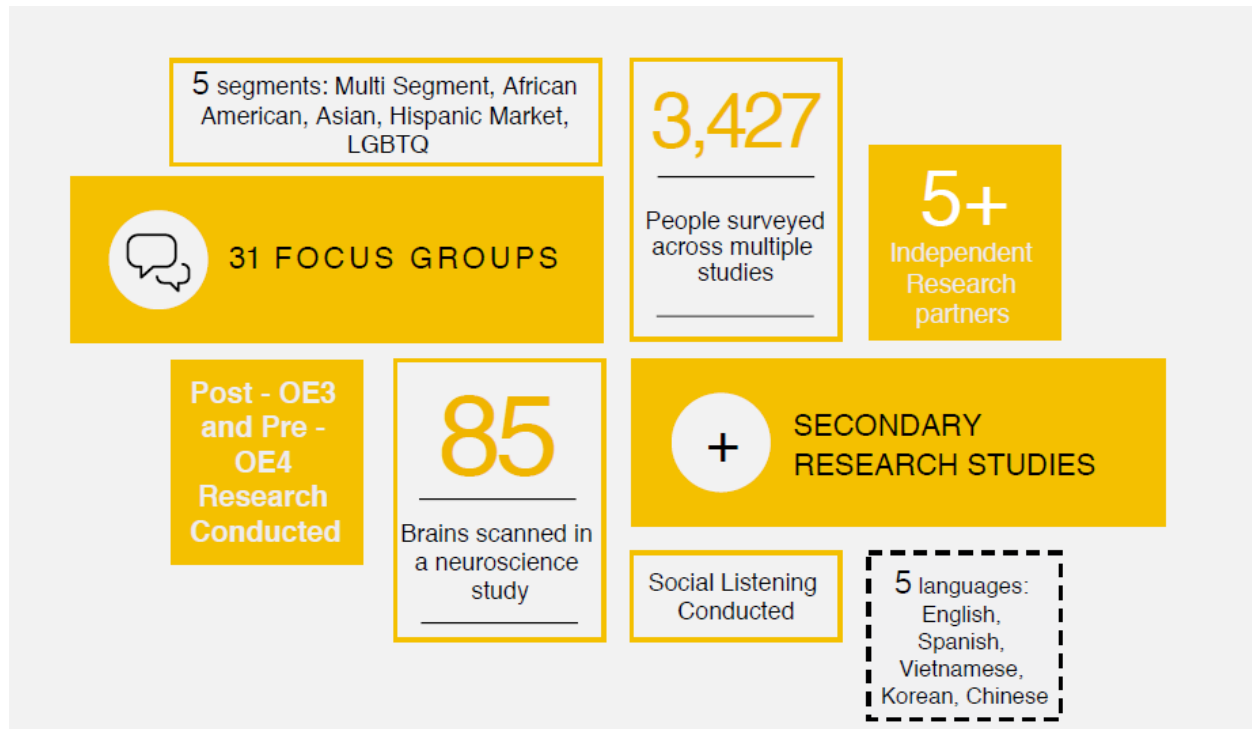 5 segments: Multi Segment, African
American, Asian, Hispanic Market,
LGBTQ
31 FOCUS GROUPS
3,427
People surveyed
across multiple
studies
5+
Independent
Research
partners
Post - OE3
and Pre -
OE4
Research
Conducted
85
Brains scanned in
a neuroscience
study
+
SECONDARY
RESEARCH STUDIES
Social Listening
Conducted
5 languages:
English,
Spanish,
Vietnamese,
Korean, Chinese